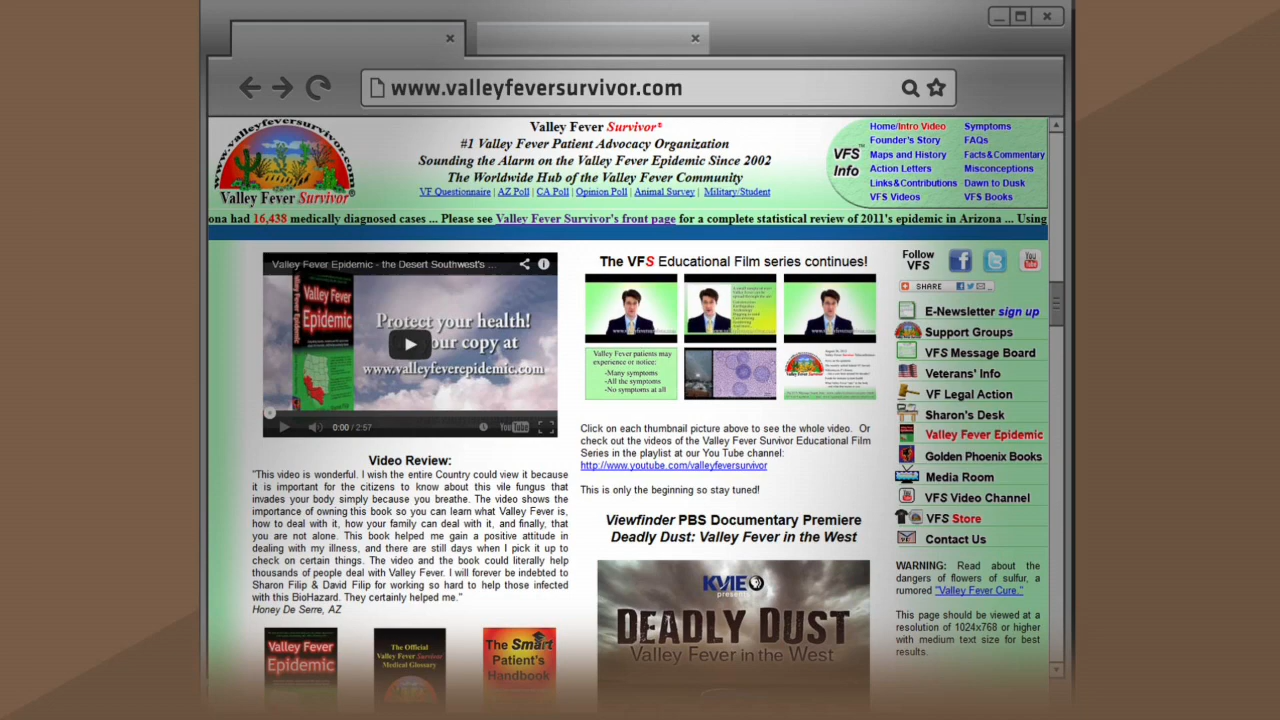 www.valleyfeversurvivor.com
www.valleyfeversurvivor.com
Valley Fever Survivor®
Valley Fever Survivor®
#1 Valley Fever Patient Advocacy Organization
Sounding the Alarm on the Valley Fever Epidemic Since 2002
The Worldwide Hub of the Valley Fever Community
VF Questionnaire | AZ Poll | CA Poll | Opinion Poll | Animal Survey | Military/Student
VFS™
Info
Home/Intro Video
Founder's Story
Maps and History
Action Letters
Links & Contributions
VFS Videos
Symptoms
FAQs
Facts & Commentary
Misconceptions
Dawn to Dusk
VFS Books
ona had 16,438 medically diagnosed cases ... Please see Valley Fever Survivor's front page for a complete statistical review of 2011's epidemic in Arizona ... Using
Valley Fever Epidemic - the Desert Southwest's ...
Valley Fever
Epidemic
Protect your health!
your copy at
www.valleyfeverepidemic.com
0:00 / 2:57
YouTube
Video Review:
"This video is wonderful. I wish the entire Country could view it because
it is important for the citizens to know about this vile fungus that
invades your body simply because you breathe. The video shows the
importance of owning this book so you can learn what Valley Fever is,
how to deal with it, how your family can deal with it, and finally, that
you are not alone. This book helped me gain a positive attitude in
dealing with my illness, and there are still days when I pick it up to
check on certain things. The video and the book could literally help
thousands of people deal with Valley Fever. I will forever be indebted to
Sharon Filip & David Filip for working so hard to help those infected
with this BioHazard. They certainly helped me."
Honey De Serre, AZ
Valley Fever
Epidemic
The Official
Valley Fever Survivor
Medical Glossary
The Smart
Patient's
Handbook
The VFS Educational Film series continues!
Valley Fever patients may
experience or notice:
-Many symptoms
-All the symptoms
-No symptoms at all
Valley Fever Survivor
Click on each thumbnail picture above to see the whole video. Or
check out the videos of the Valley Fever Survivor Educational Film
Series in the playlist at our You Tube channel:
http://www.youtube.com/valleyfeversurvivor
This is only the beginning so stay tuned!
Viewfinder PBS Documentary Premiere
Deadly Dust: Valley Fever in the West
KVIE
presents
DEADLY DUST
Valley Fever in the West
Follow
VFS
You
Tube
SHARE
E-Newsletter sign up
Support Groups
VFS Message Board
Veterans' Info
VF Legal Action
Sharon's Desk
Valley Fever Epidemic
Golden Phoenix Books
Media Room
VFS Video Channel
VFS Store
Contact Us
WARNING: Read about the
dangers of flowers of sulfur, a
rumored "Valley Fever Cure."
This page should be viewed at a
resolution of 1024x768 or higher
with medium text size for best
results.